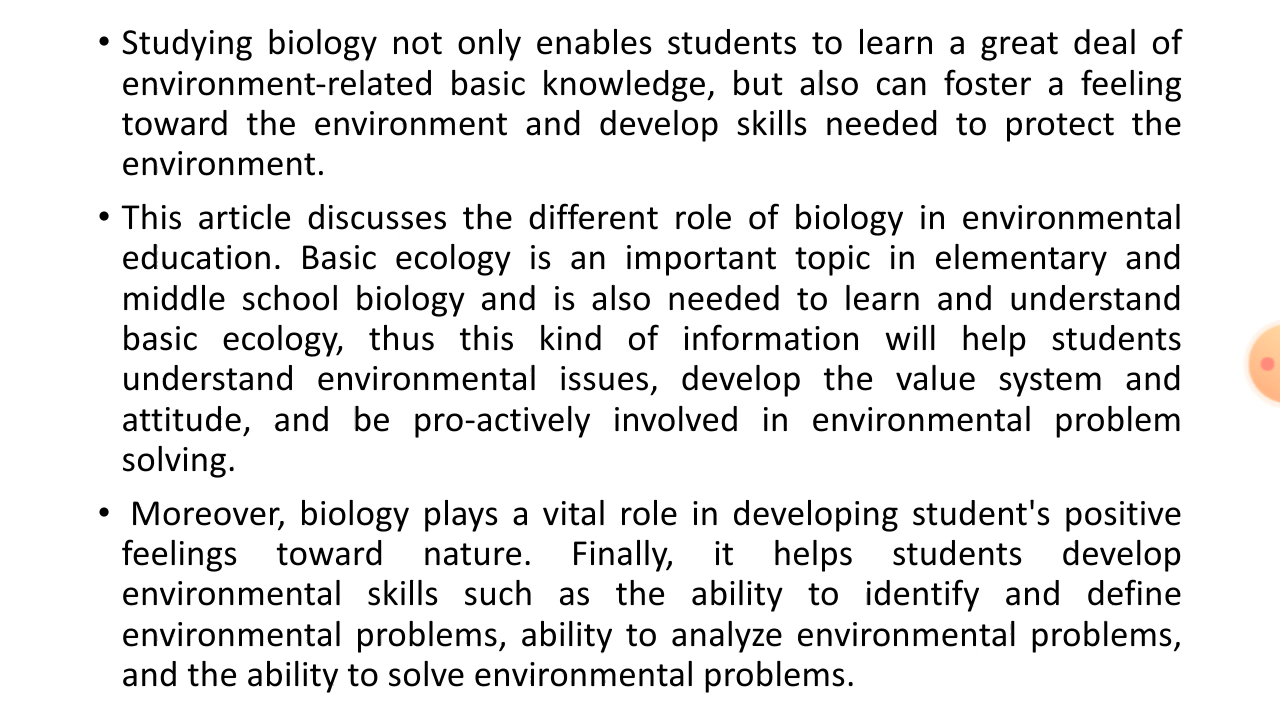 • Studying biology not only enables students to learn a great deal of
environment-related basic knowledge, but also can foster a feeling
toward the environment and develop skills needed to protect the
environment.
• This article discusses the different role of biology in environmental
education. Basic ecology is an important topic in elementary and
middle school biology and is also needed to learn and understand
basic ecology, thus this kind of information will help students
understand environmental issues, develop the value system and
attitude, and be pro-actively involved in environmental problem
solving.
• Moreover, biology plays a vital role in developing student's positive
feelings toward nature. Finally, it helps students develop
environmental skills such as the ability to identify and define
environmental problems, ability to analyze environmental problems,
and the ability to solve environmental problems.